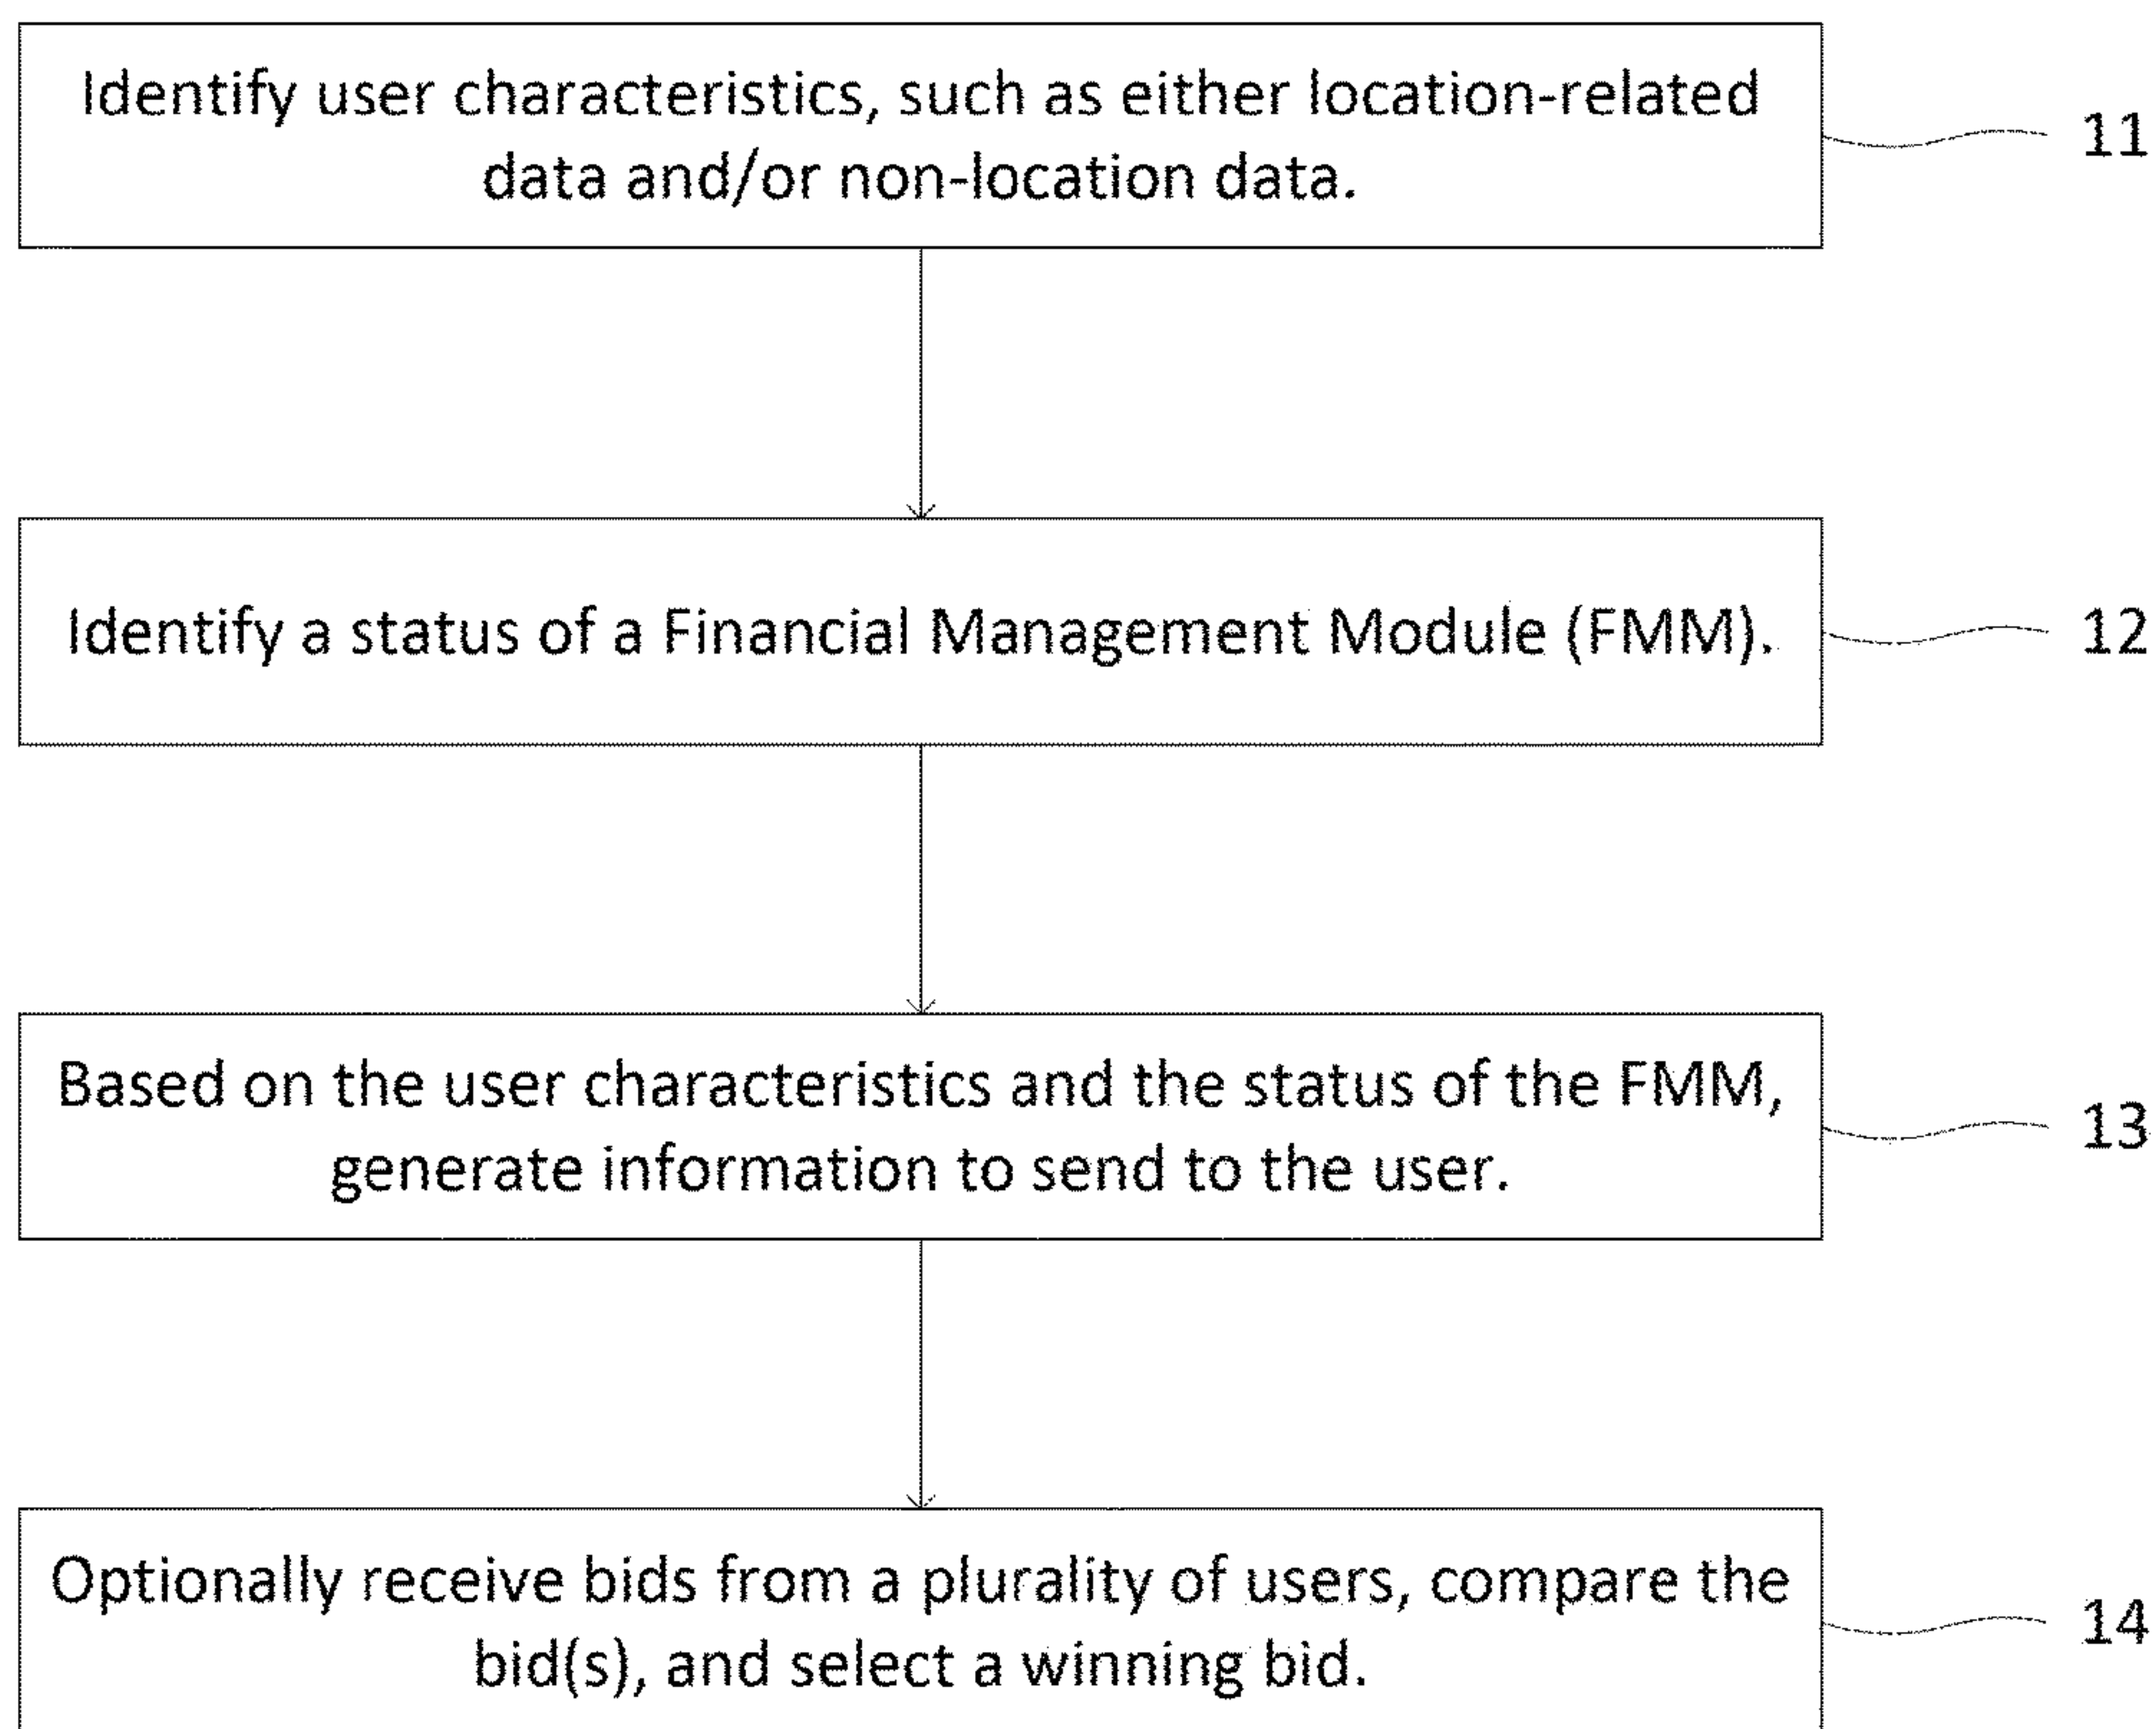 Identify user characteristics, such as either location-related
data and/or non-location data.
11
Identify a status of a Financial Management Module (FMM).
12
Based on the user characteristics and the status of the FMM,
generate information to send to the user.
13
Optionally receive bids from a plurality of users, compare the
bid(s), and select a winning bid.
14